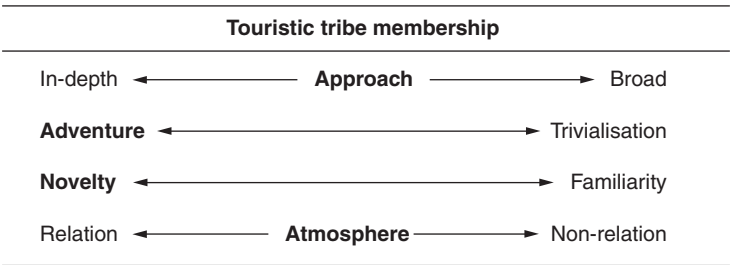 Touristic tribe membership
In-depth Approach Broad
Adventure Trivialisation
Novelty Familiarity
Relation Atmosphere Non-relation